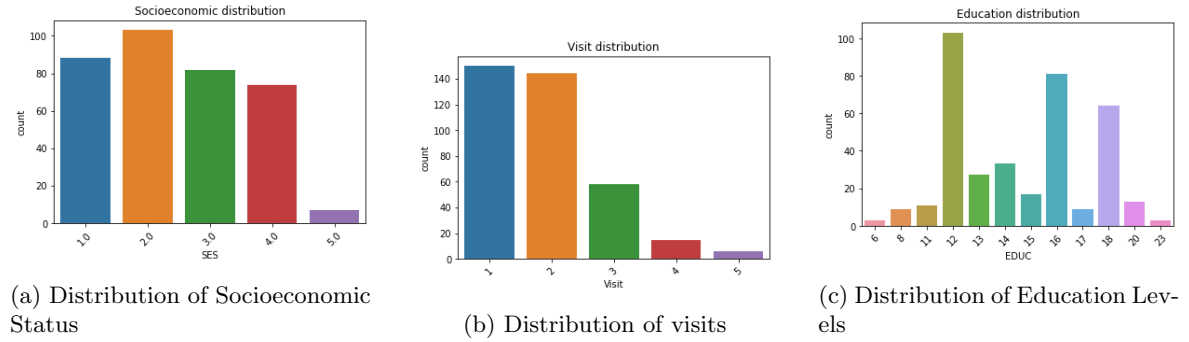 Socioeconomic distribution
100
80
60
40
20
0
count
1.0 2.0 3.0 4.0 5.0
SES
(a) Distribution of Socioeconomic
Status
Visit distribution
140
120
100
80
60
40
20
0
count
1 2 3 4 5
Visit
(b) Distribution of visits
Education distribution
100
80
60
40
20
0
count
6 8 11 12 13 14 15 16 17 18 20 23
EDUC
(c) Distribution of Education Lev-
els